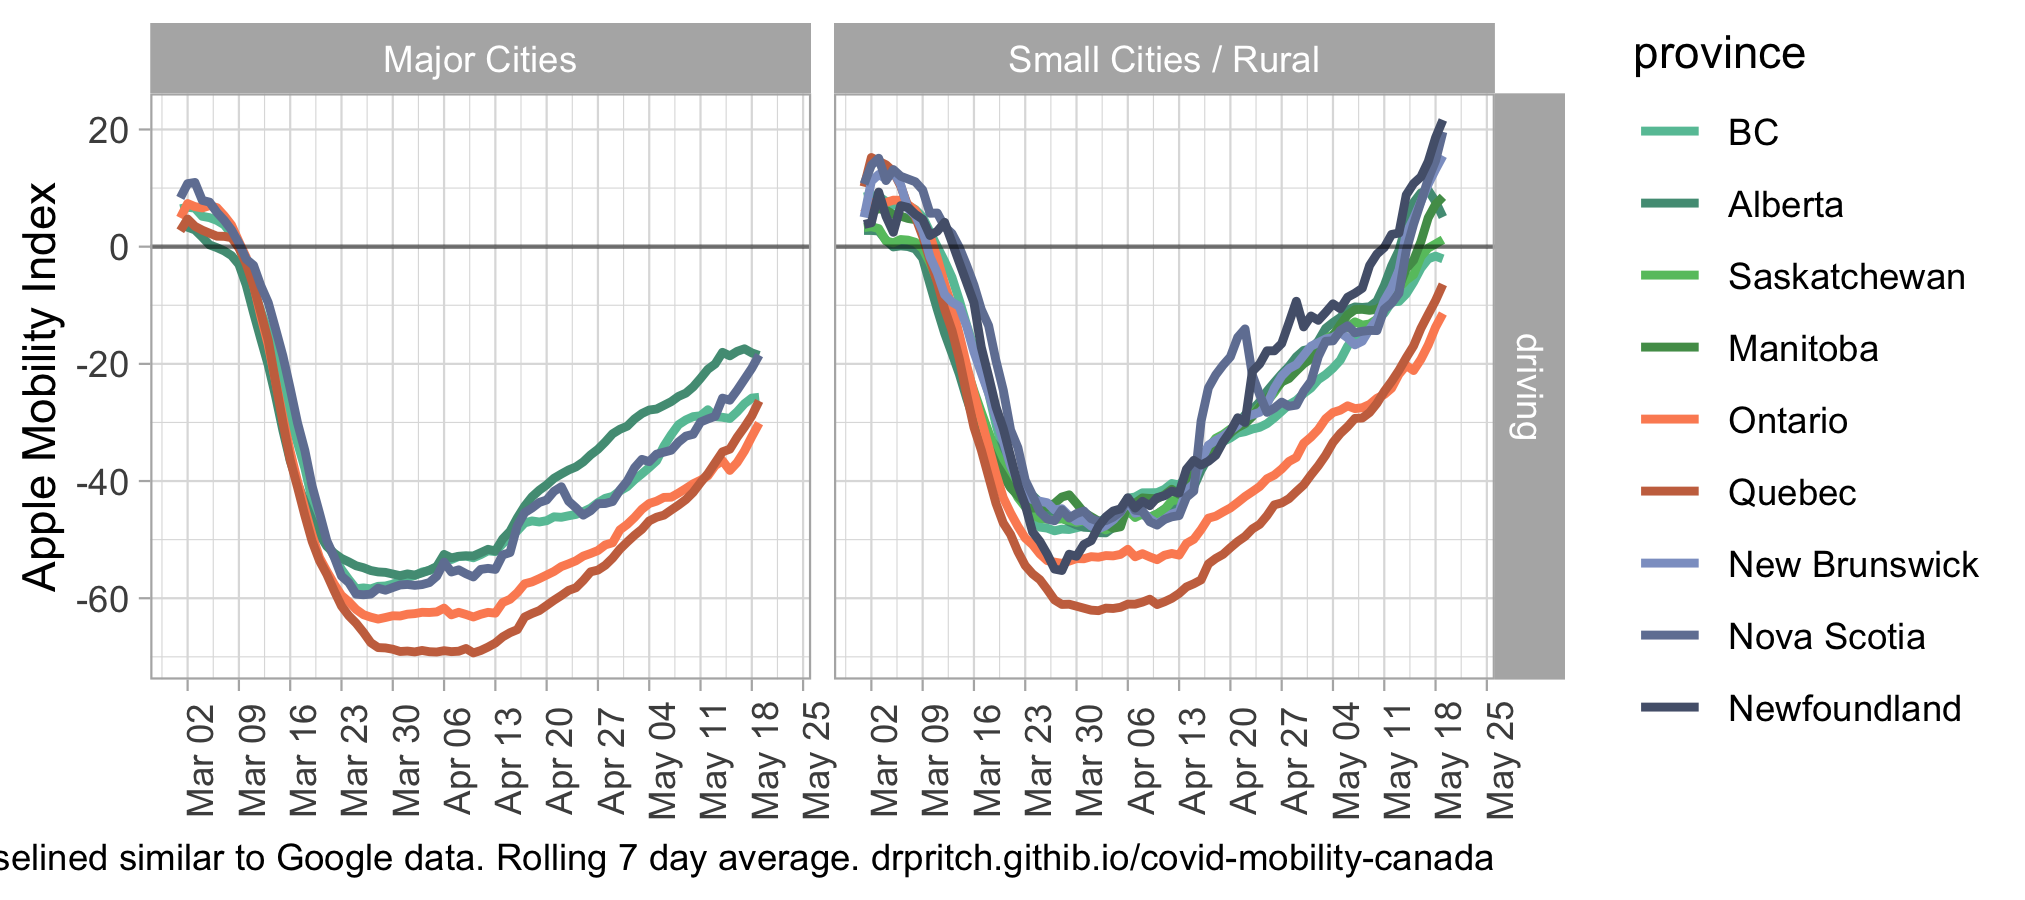 Major Cities
Small Cities / Rural
province
BC
Alberta
Saskatchewan
Manitoba
Ontario
Quebec
New Brunswick
Nova Scotia
Newfoundland
Apple Mobility Index
20
0
-20
-40
-60
driving
Mar 02
Mar 09
Mar 16
Mar 23
Mar 30
Apr 06
Apr 13
Apr 20
Apr 27
May 04
May 11
May 18
May 25
Mar 02
Mar 09
Mar 16
Mar 23
Mar 30
Apr 06
Apr 13
Apr 20
Apr 27
May 04
May 11
May 18
May 25
selined similar to Google data. Rolling 7 day average. drpritch.githib.io/covid-mobility-canada